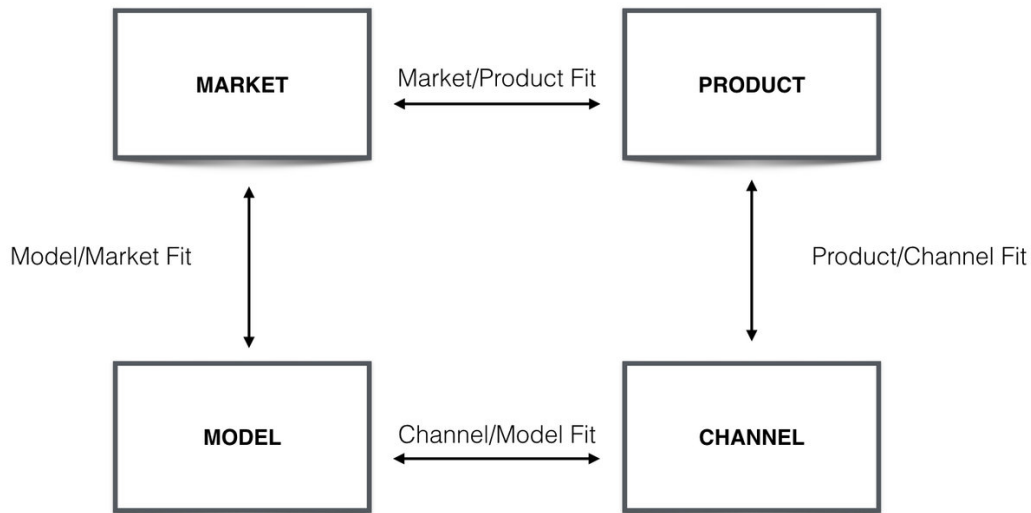 MARKET
Market/Product Fit
PRODUCT
Model/Market Fit
Product/Channel Fit
MODEL
Channel/Model Fit
CHANNEL